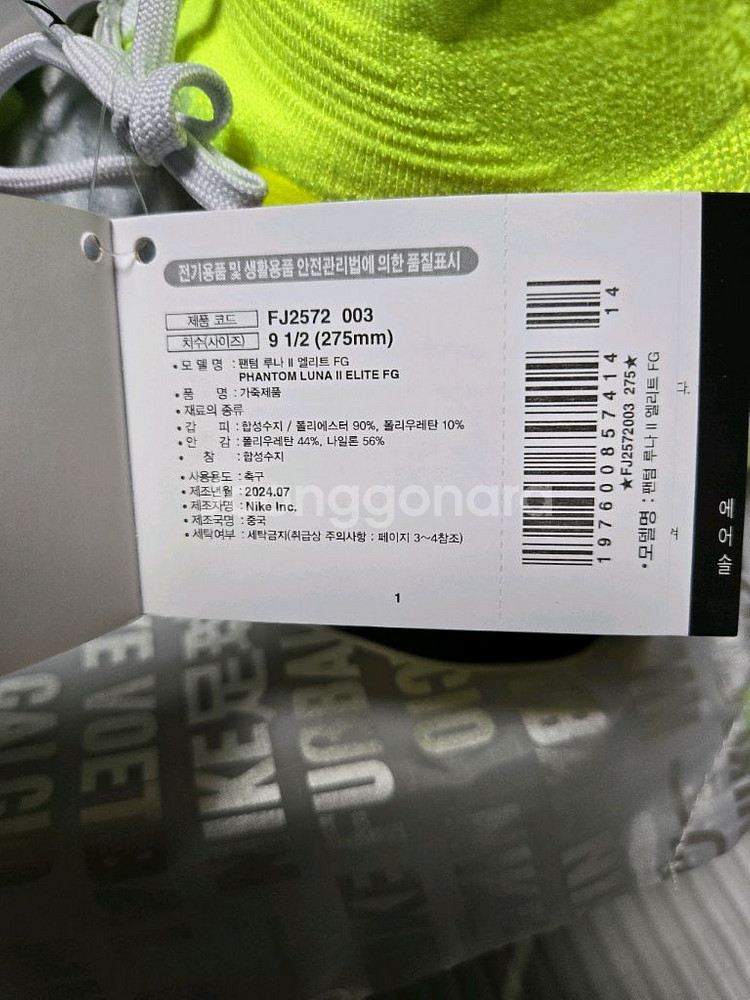 전기용품 및 생활용품 안전관리법에 의한 품질표시
제품 코드 FJ2572 003
치수(사이즈) 9 1/2 (275mm)
•모 델 명 : 팬텀 루나 II 엘리트 FG
PHANTOM LUNA II ELITE FG
•품 명 : 가죽제품
•재료의 종류
•갑 피 : 합성수지 / 폴리에스터 90%, 폴리우레탄 10%
•안 감 : 폴리우레탄 44%, 나일론 56%
• 창 : 합성수지
•사용용도 : 축구
•제조년월 : 2024.07
•제조자명 : Nike Inc.
•제조국명 : 중국
•세탁여부 : 세탁금지(취급상 주의사항 : 페이지 3~4참조)
1
14
197600857414
★FJ2572003 275★
•모델명 : 팬텀 루나 II 엘리트 FG
에어솔
NIKE